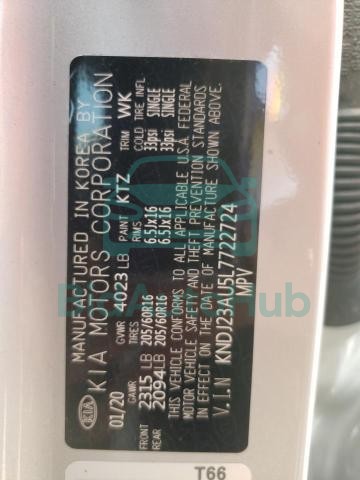 MANUFACTURED IN KOREA BY
KIA MOTORS CORPORATION
KIA
01/20 GVWR 4023 LB PAINT KTZ TRIM WK
GAWR TIRES RIMS COLD TIRE INFL
FRONT 2315 LB 205/60R16 6.5Jx16 33psi SINGLE
REAR 2094 LB 205/60R16 6.5Jx16 33psi SINGLE
THIS VEHICLE CONFORMS TO ALL APPLICABLE U.S.A. FEDERAL
MOTOR VEHICLE SAFETY AND THEFT PREVENTION STANDARDS
IN EFFECT ON THE DATE OF MANUFACTURE SHOWN ABOVE.
V.I.N KNDJ23AU5L7722724
MPV
T66